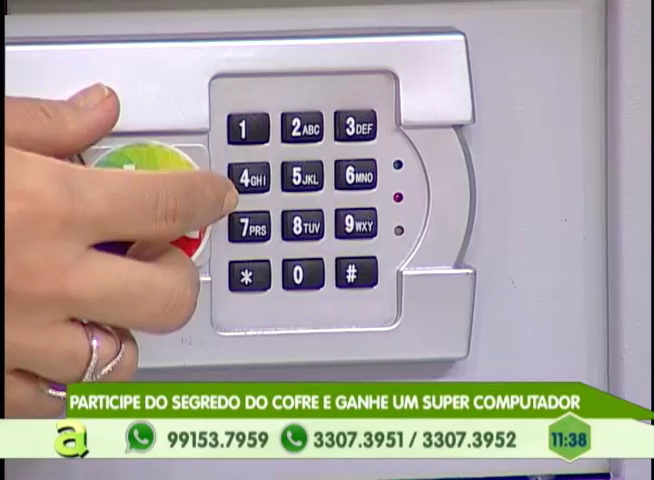 1 2ABC 3DEF
4GHI 5JKL 6MNO
7PRS 8TUV 9WXY
* 0 #
PARTICIPE DO SEGREDO DO COFRE E GANHE UM SUPER COMPUTADOR
a 99153.7959 3307.3951 / 3307.3952 11:38